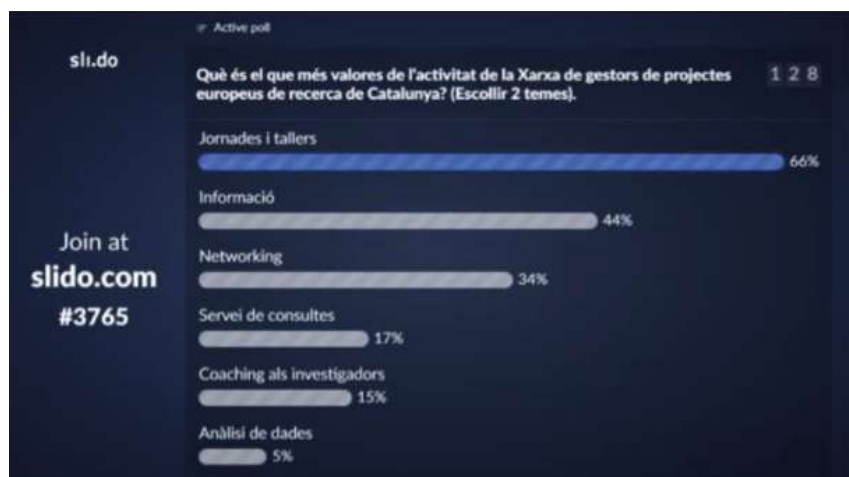 Active poll
sli.do
Què és el que més valores de l'activitat de la Xarxa de gestors de projectes
europeus de recerca de Catalunya? (Escollir 2 temes).
1 2 8
Jornades i tallers
66%
Informació
44%
Networking
34%
Join at
slido.com
#3765
Servei de consultes
17%
Coaching als investigadors
15%
Anàlisi de dades
5%